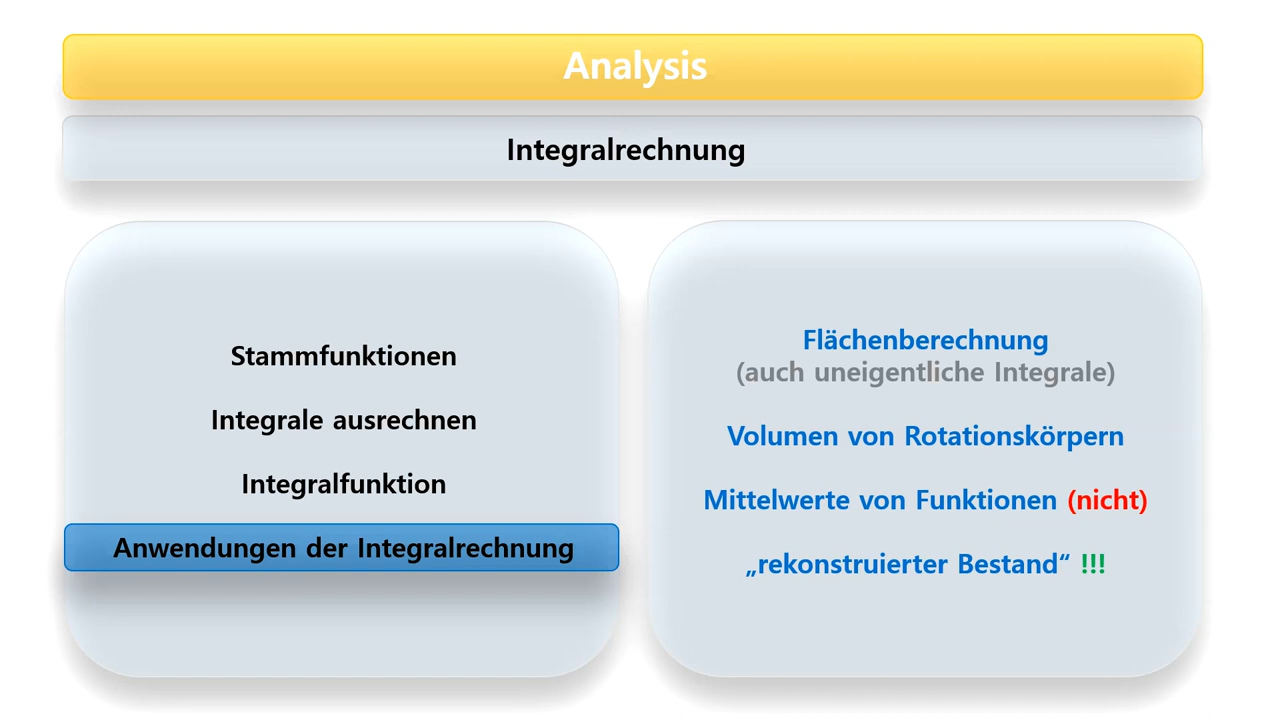 Analysis
Integralrechnung
Stammfunktionen
Integrale ausrechnen
Integralfunktion
Anwendungen der Integralrechnung
Flächenberechnung
(auch uneigentliche Integrale)
Volumen von Rotationskörpern
Mittelwerte von Funktionen (nicht)
„rekonstruierter Bestand“ !!!